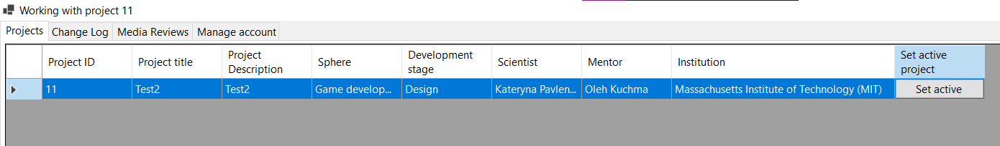 Working with project 11
Projects Change Log Media Reviews Manage account
Project ID Project title Project Description Sphere Development stage Scientist Mentor Institution Set active project
11 Test2 Test2 Game develop... Design Kateryna Pavlen... Oleh Kuchma Massachusetts Institute of Technology (MIT) Set active